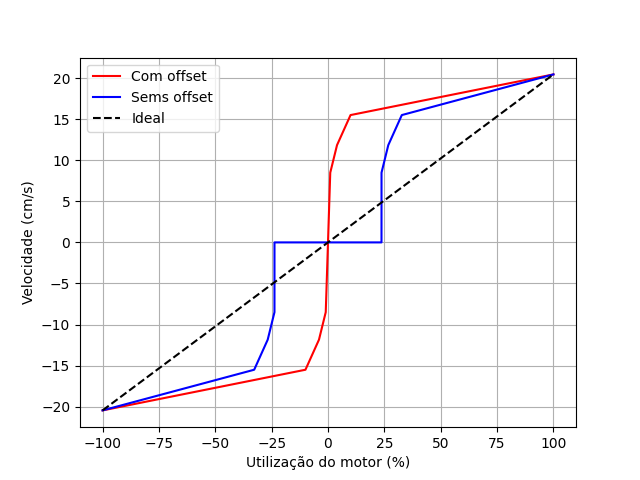 Com offset
Sems offset
Ideal
20
15
10
5
0
−5
−10
−15
−20
Velocidade (cm/s)
−100 −75 −50 −25 0 25 50 75 100
Utilização do motor (%)